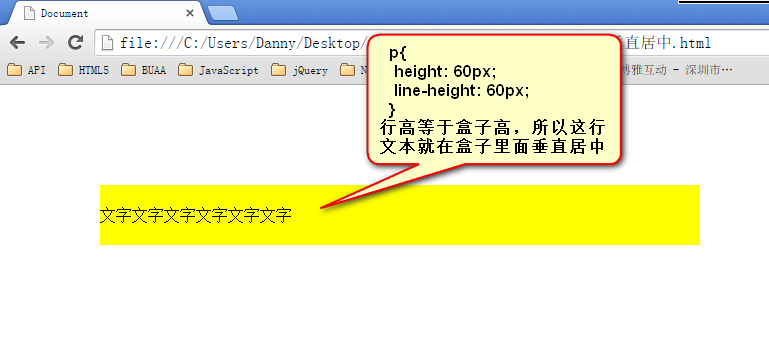 Document
file:///C:/Users/Danny/Desktop/
直居中.html
API
HTML5
BUAA
JavaScript
jQuery
N
博雅互动 - 深圳市…
p{
height: 60px;
line-height: 60px;
}
行高等于盒子高，所以这行
文本就在盒子里面垂直居中
文字文字文字文字文字文字